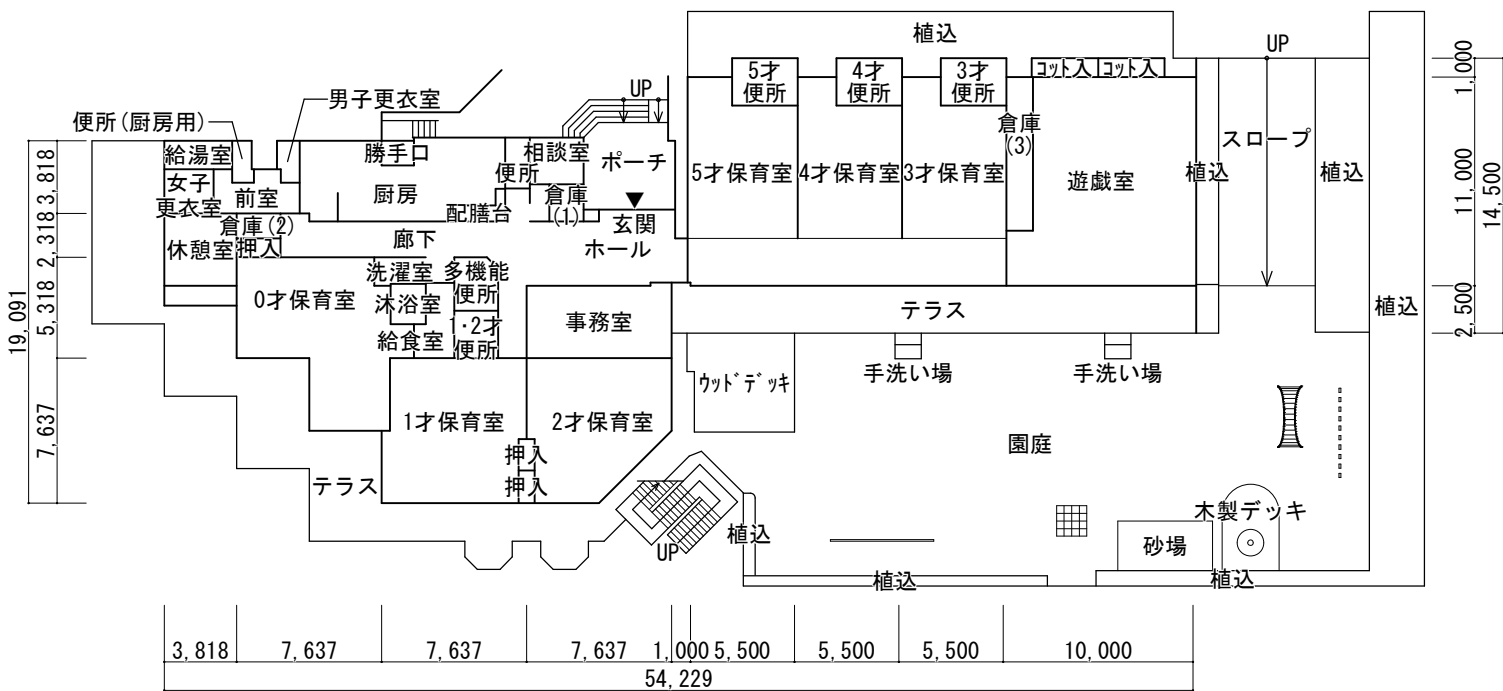 植込
UP
5才
便所
4才
便所
3才
便所
コット入
コット入
1,000
14,500
11,000
2,500
男子更衣室
便所(厨房用)
UP
給湯室
勝手口
相談室
便所
ポーチ
倉庫
(3)
スロープ
植込
植込
女子
更衣室
前室
厨房
5才保育室
4才保育室
3才保育室
遊戯室
配膳台
倉庫
(1)
玄関
ホール
倉庫(2)
押入
休憩室
廊下
3,818
2,318
5,318
7,637
19,091
洗濯室
多機能
便所
0才保育室
沐浴室
給食室
1・2才
便所
事務室
テラス
植込
手洗い場
手洗い場
ウッドデッキ
1才保育室
2才保育室
園庭
押入
押入
テラス
木製デッキ
UP
植込
砂場
植込
植込
3,818
7,637
7,637
7,637
1,000
5,500
5,500
5,500
10,000
54,229